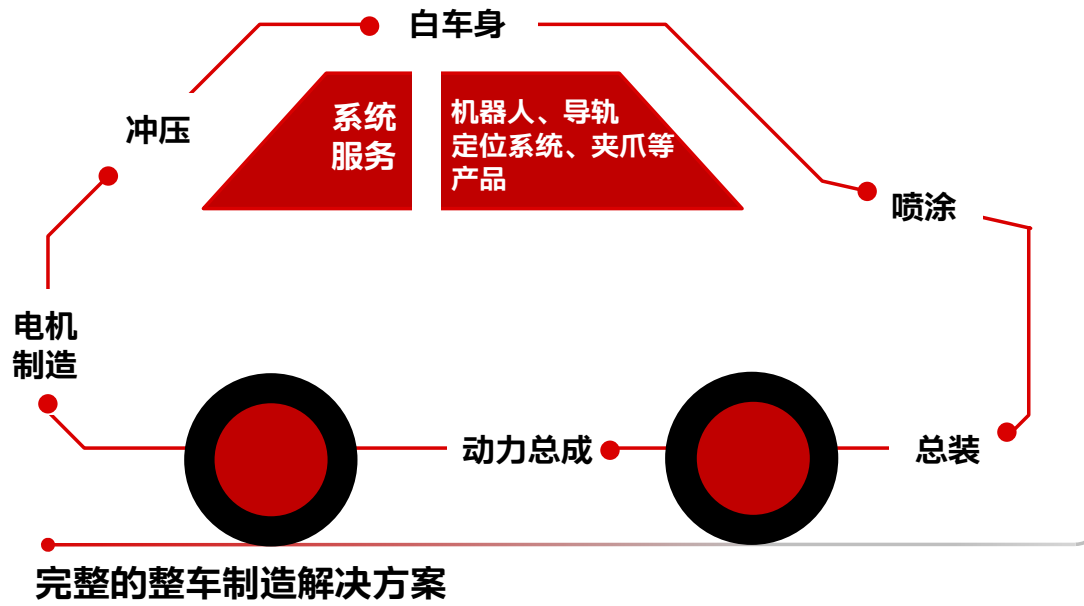 白车身
系统
服务
机器人、导轨
定位系统、夹爪等
产品
冲压
喷涂
电机
制造
动力总成
总装
完整的整车制造解决方案